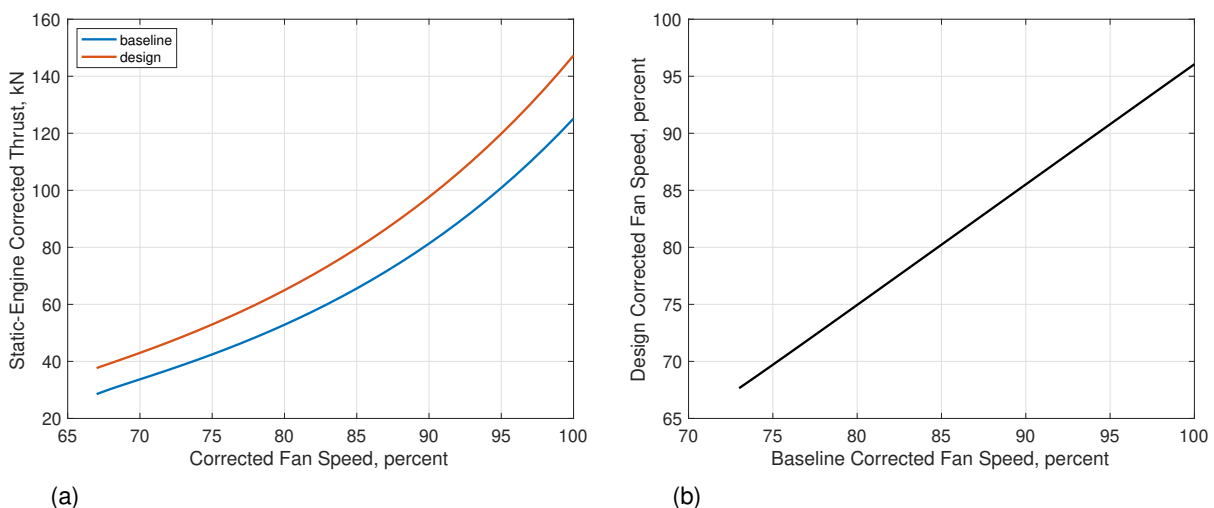 160
140
120
100
80
60
40
20
Static-Engine Corrected Thrust, kN
baseline
design
65 70 75 80 85 90 95 100
Corrected Fan Speed, percent
(a)
100
95
90
85
80
75
70
65
Design Corrected Fan Speed, percent
70 75 80 85 90 95 100
Baseline Corrected Fan Speed, percent
(b)